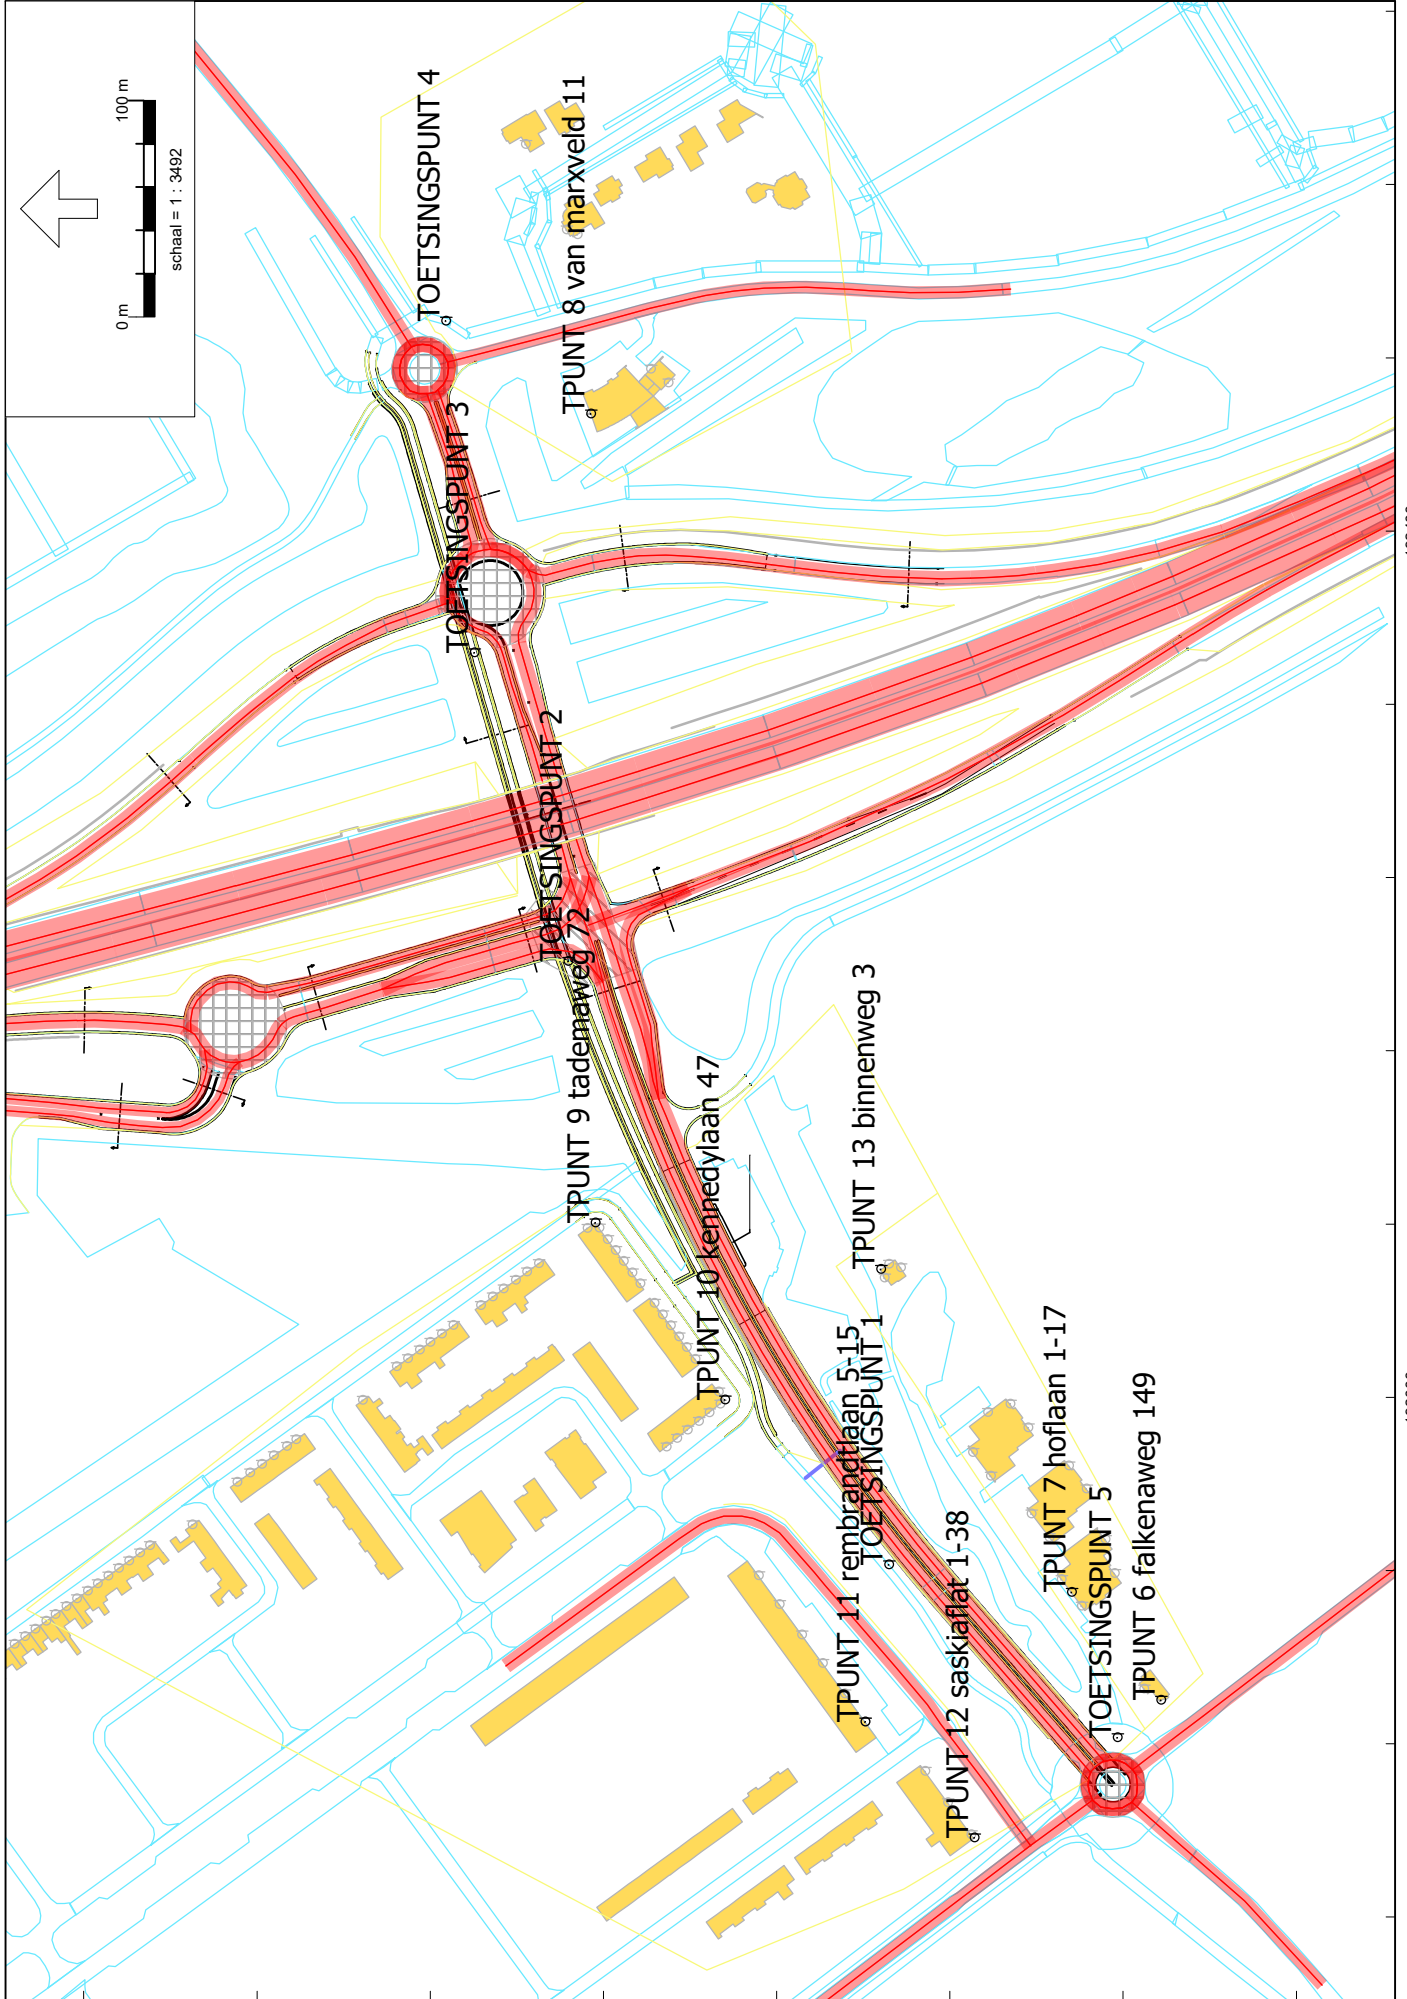 0 m
100 m
schaal = 1 : 3492
TOETSINGSPUNT 4
TPUNT 8 van marxveld 11
TOETSINGSPUNT 3
TOETSINGSPUNT 2
TPUNT 9 tademaweg 72
TPUNT 10 kennedylaan 47
TPUNT 13 binnenweg 3
TPUNT 11 rembrandtlaan 5-15
TOETSINGSPUNT 1
TPUNT 12 saskiaflat 1-38
TPUNT 7 hoflaan 1-17
TOETSINGSPUNT 5
TPUNT 6 falkenaweg 149